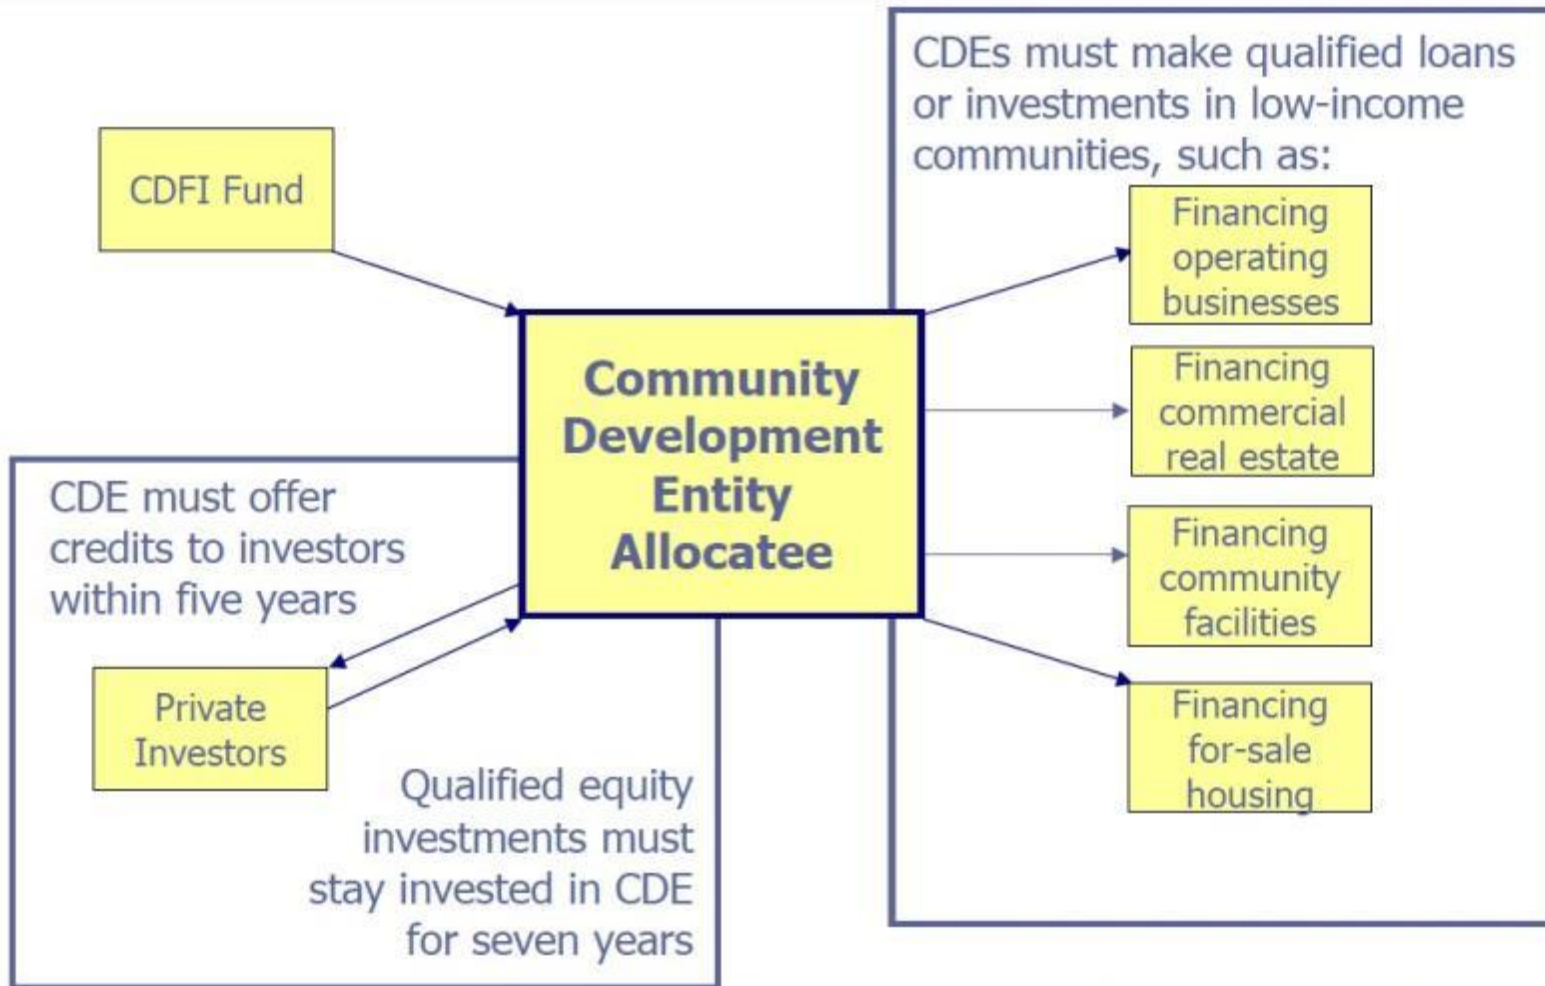 CDFI Fund
Community
Development
Entity
Allocatee
CDE must offer
credits to investors
within five years
Private
Investors
Qualified equity
investments must
stay invested in CDE
for seven years
CDEs must make qualified loans
or investments in low-income
communities, such as:
Financing
operating
businesses
Financing
commercial
real estate
Financing
community
facilities
Financing
for-sale
housing